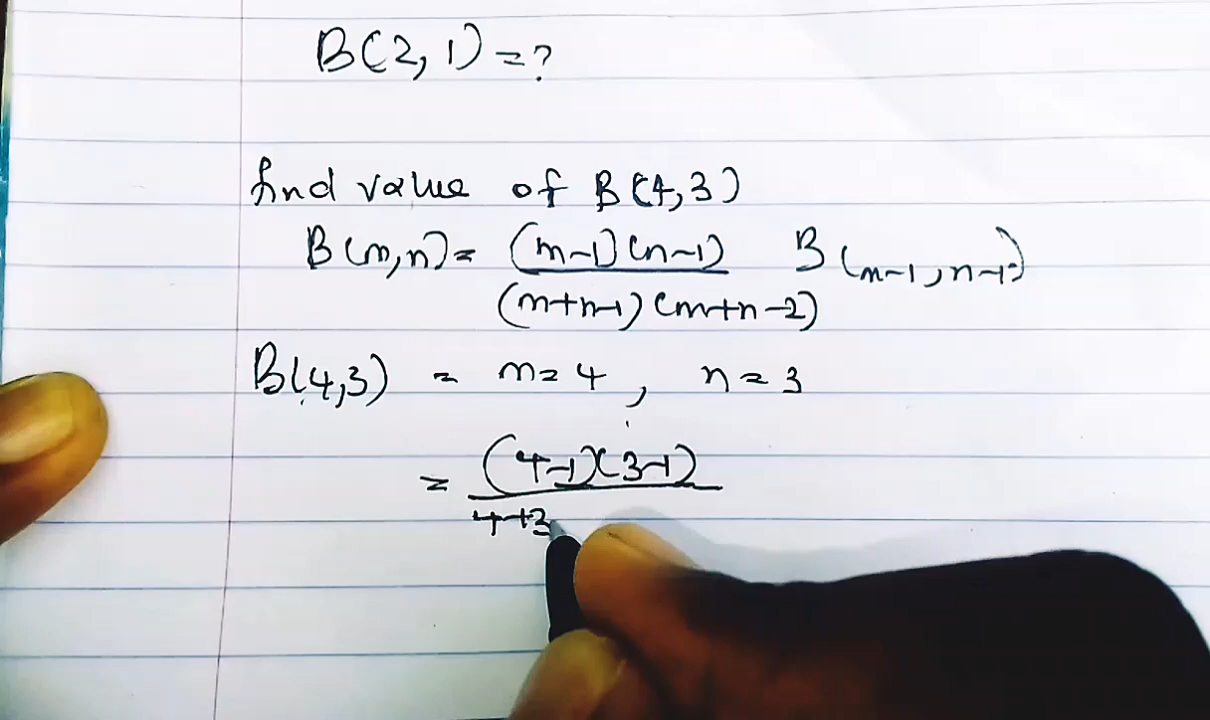 B(2, 1) = ?
find value of B(4,3)
B(m,n) = (m-1)(n-1) B(m-1, n-1)
(m+n-1)(m+n-2)
B(4,3) = m=4, n=3
= (4-1)(3-1)
4+3